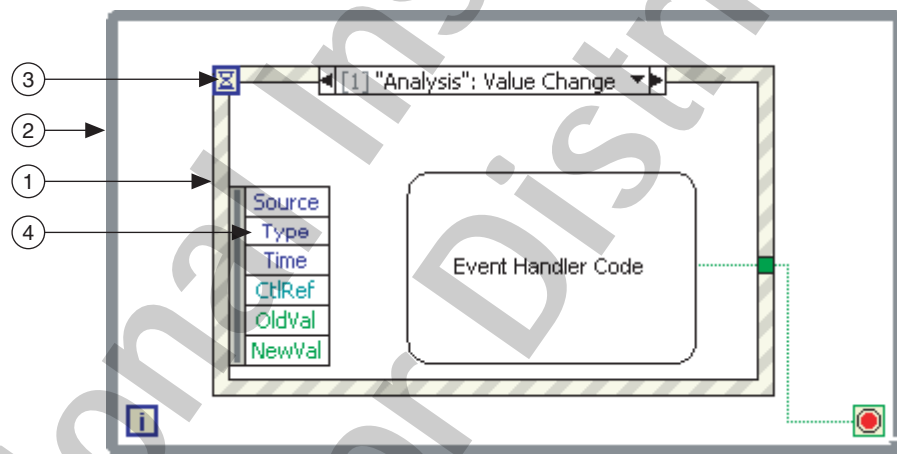 3
[1] "Analysis": Value Change
2
1
Source
4
Type
Time
Event Handler Code
CtlRef
OldVal
NewVal
i